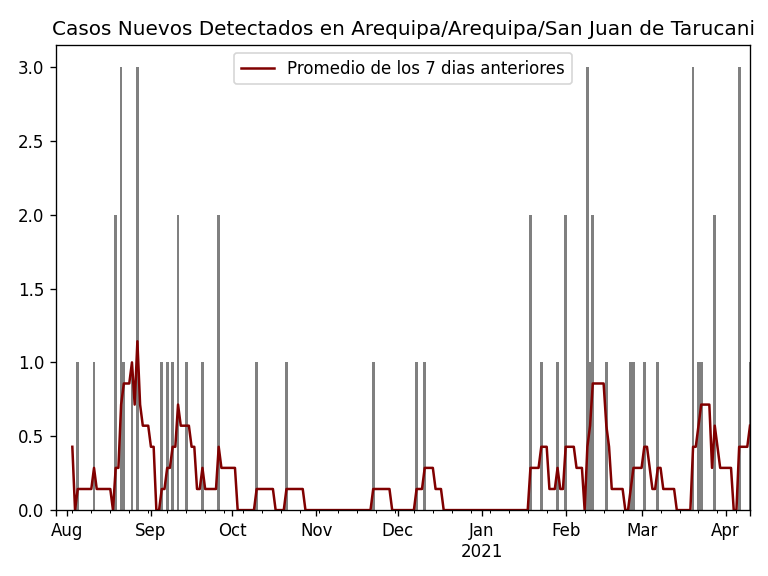 Casos Nuevos Detectados en Arequipa/Arequipa/San Juan de Tarucani
Promedio de los 7 dias anteriores
3.0
2.5
2.0
1.5
1.0
0.5
0.0
Aug Sep Oct Nov Dec Jan Feb Mar Apr
2021